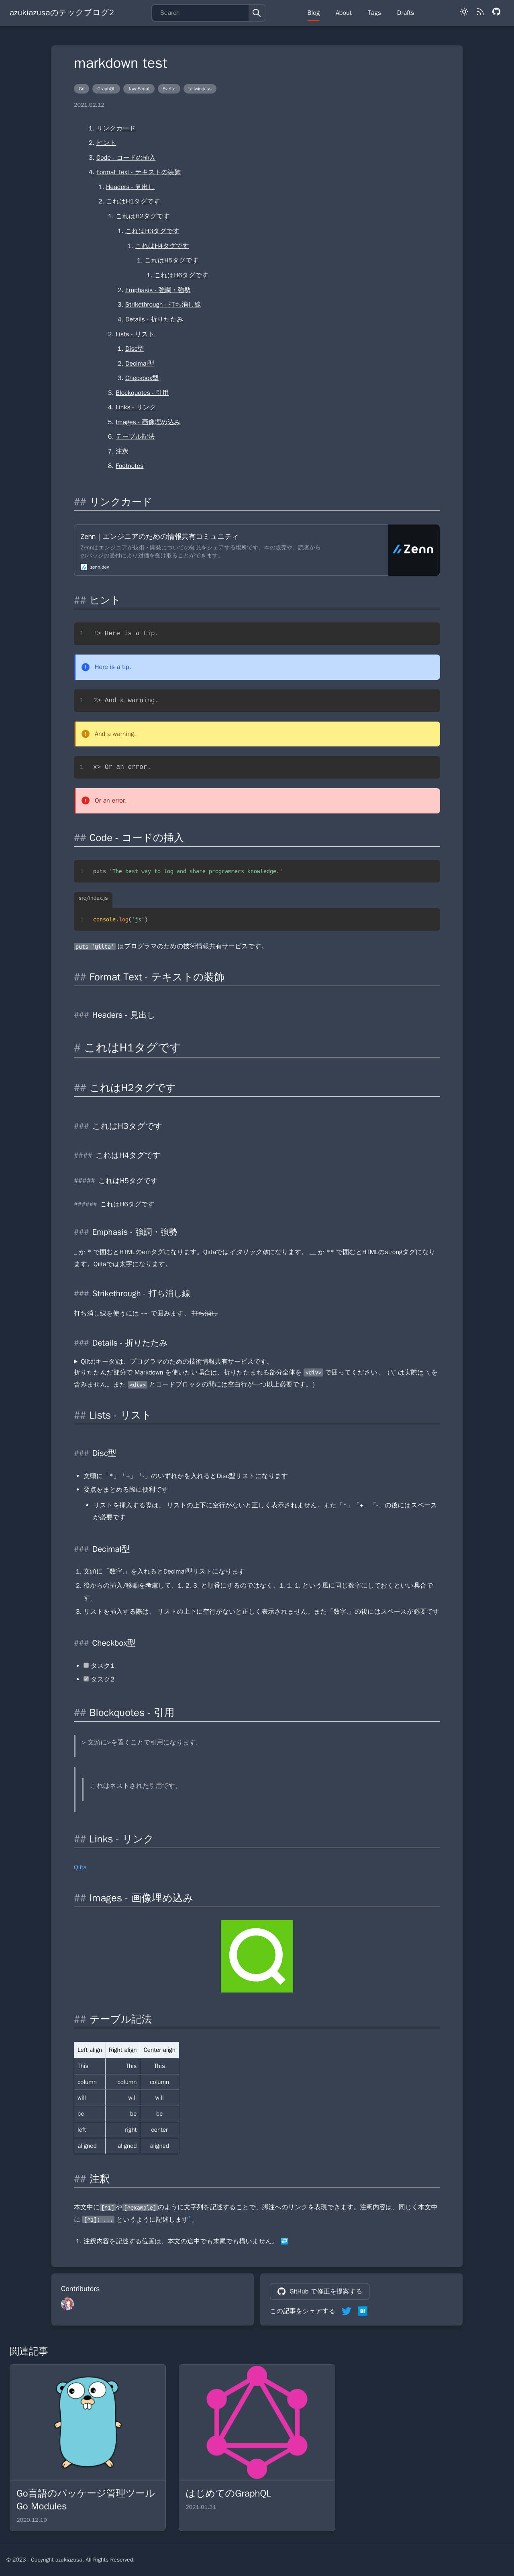 azukiazusaのテックブログ2
Search
Blog
About
Tags
Drafts
markdown test
Go
GraphQL
JavaScript
Svelte
tailwindcss
2021.02.12
1. リンクカード
2. ヒント
3. Code - コードの挿入
4. Format Text - テキストの装飾
1. Headers - 見出し
2. これはH1タグです
1. これはH2タグです
1. これはH3タグです
1. これはH4タグです
1. これはH5タグです
1. これはH6タグです
2. Emphasis - 強調・強勢
3. Strikethrough - 打ち消し線
4. Details - 折りたたみ
2. Lists - リスト
1. Disc型
2. Decimal型
3. Checkbox型
3. Blockquotes - 引用
4. Links - リンク
5. Images - 画像埋め込み
6. テーブル記法
7. 注釈
8. Footnotes
## リンクカード
Zenn｜エンジニアのための情報共有コミュニティ
Zennはエンジニアが技術・開発についての知見をシェアする場所です。本の販売や、読者から
のバッジの受付により対価を受け取ることができます。
zenn.dev
Zenn
## ヒント
1 !> Here is a tip.
Here is a tip.
1 ?> And a warning.
And a warning.
1 x> Or an error.
Or an error.
## Code - コードの挿入
1 puts 'The best way to log and share programmers knowledge.'
src/index.js
1 console.log('js')
puts 'Qiita' はプログラマのための技術情報共有サービスです。
## Format Text - テキストの装飾
### Headers - 見出し
# これはH1タグです
## これはH2タグです
### これはH3タグです
#### これはH4タグです
##### これはH5タグです
###### これはH6タグです
### Emphasis - 強調・強勢
_ か * で囲むとHTMLのemタグになります。Qiitaではイタリック体になります。 __ か ** で囲むとHTMLのstrongタグになり
ます。Qiitaでは太字になります。
### Strikethrough - 打ち消し線
打ち消し線を使うには ~~ で囲みます。 打ち消し
### Details - 折りたたみ
▶ Qiita(キータ)は、プログラマのための技術情報共有サービスです。
折りたたんだ部分で Markdown を使いたい場合は、折りたたまれる部分全体を <div> で囲ってください。（\` は実際は \ を
含みません。また <div> とコードブロックの間には空白行が一つ以上必要です。)
## Lists - リスト
### Disc型
• 文頭に「*」「+」「-」のいずれかを入れるとDisc型リストになります
• 要点をまとめる際に便利です
• リストを挿入する際は、 リストの上下に空行がないと正しく表示されません。また「*」「+」「-」の後にはスペース
が必要です
### Decimal型
1. 文頭に「数字.」を入れるとDecimal型リストになります
2. 後からの挿入/移動を考慮して、1. 2. 3. と順番にするのではなく、1. 1. 1. という風に同じ数字にしておくといい具合で
す。
3. リストを挿入する際は、 リストの上下に空行がないと正しく表示されません。また「数字.」の後にはスペースが必要です
### Checkbox型
• タスク1
• タスク2
## Blockquotes - 引用
> 文頭に>を置くことで引用になります。
これはネストされた引用です。
## Links - リンク
Qiita
## Images - 画像埋め込み
## テーブル記法
Left align Right align Center align
This This This
column column column
will will will
be be be
left right center
aligned aligned aligned
## 注釈
本文中に[^1]や[^example]のように文字列を記述することで、脚注へのリンクを表現できます。注釈内容は、同じく本文中
に [^1]: ... というように記述します1。
1. 注釈内容を記述する位置は、本文の途中でも末尾でも構いません。 ↩
Contributors
GitHub で修正を提案する
この記事をシェアする
B!
関連記事
Go言語のパッケージ管理ツール
Go Modules
2020.12.19
はじめてのGraphQL
2021.01.31
© 2023 - Copyright azukiazusa, All Rights Reserved.